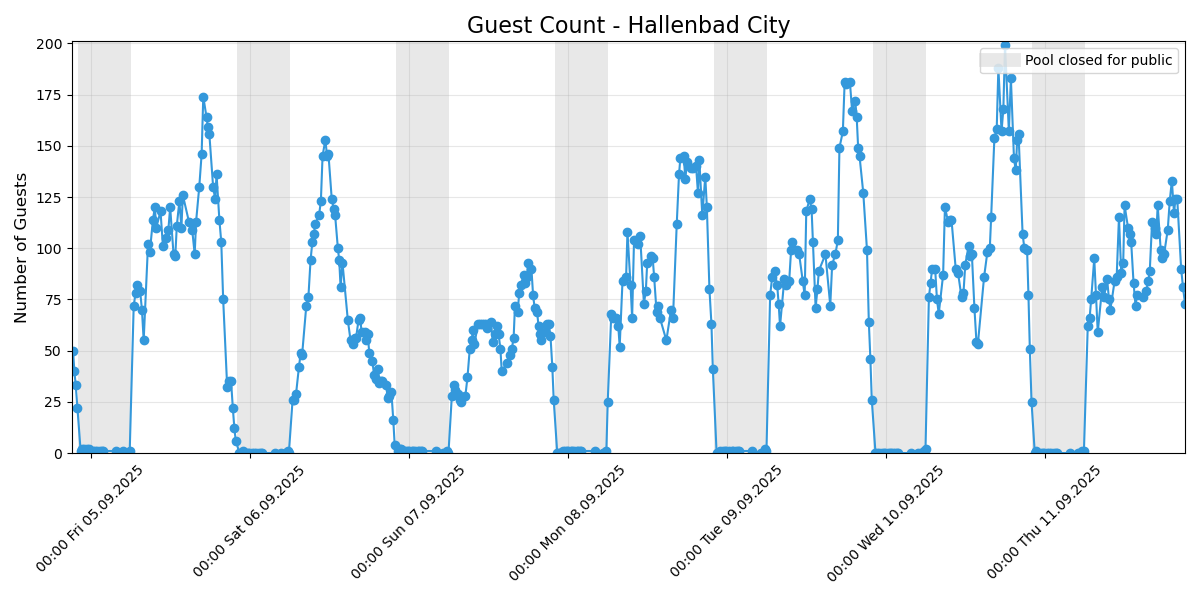 Guest Count - Hallenbad City
Number of Guests
200
175
150
125
100
75
50
25
0
Pool closed for public
00:00 Fri 05.09.2025
00:00 Sat 06.09.2025
00:00 Sun 07.09.2025
00:00 Mon 08.09.2025
00:00 Tue 09.09.2025
00:00 Wed 10.09.2025
00:00 Thu 11.09.2025